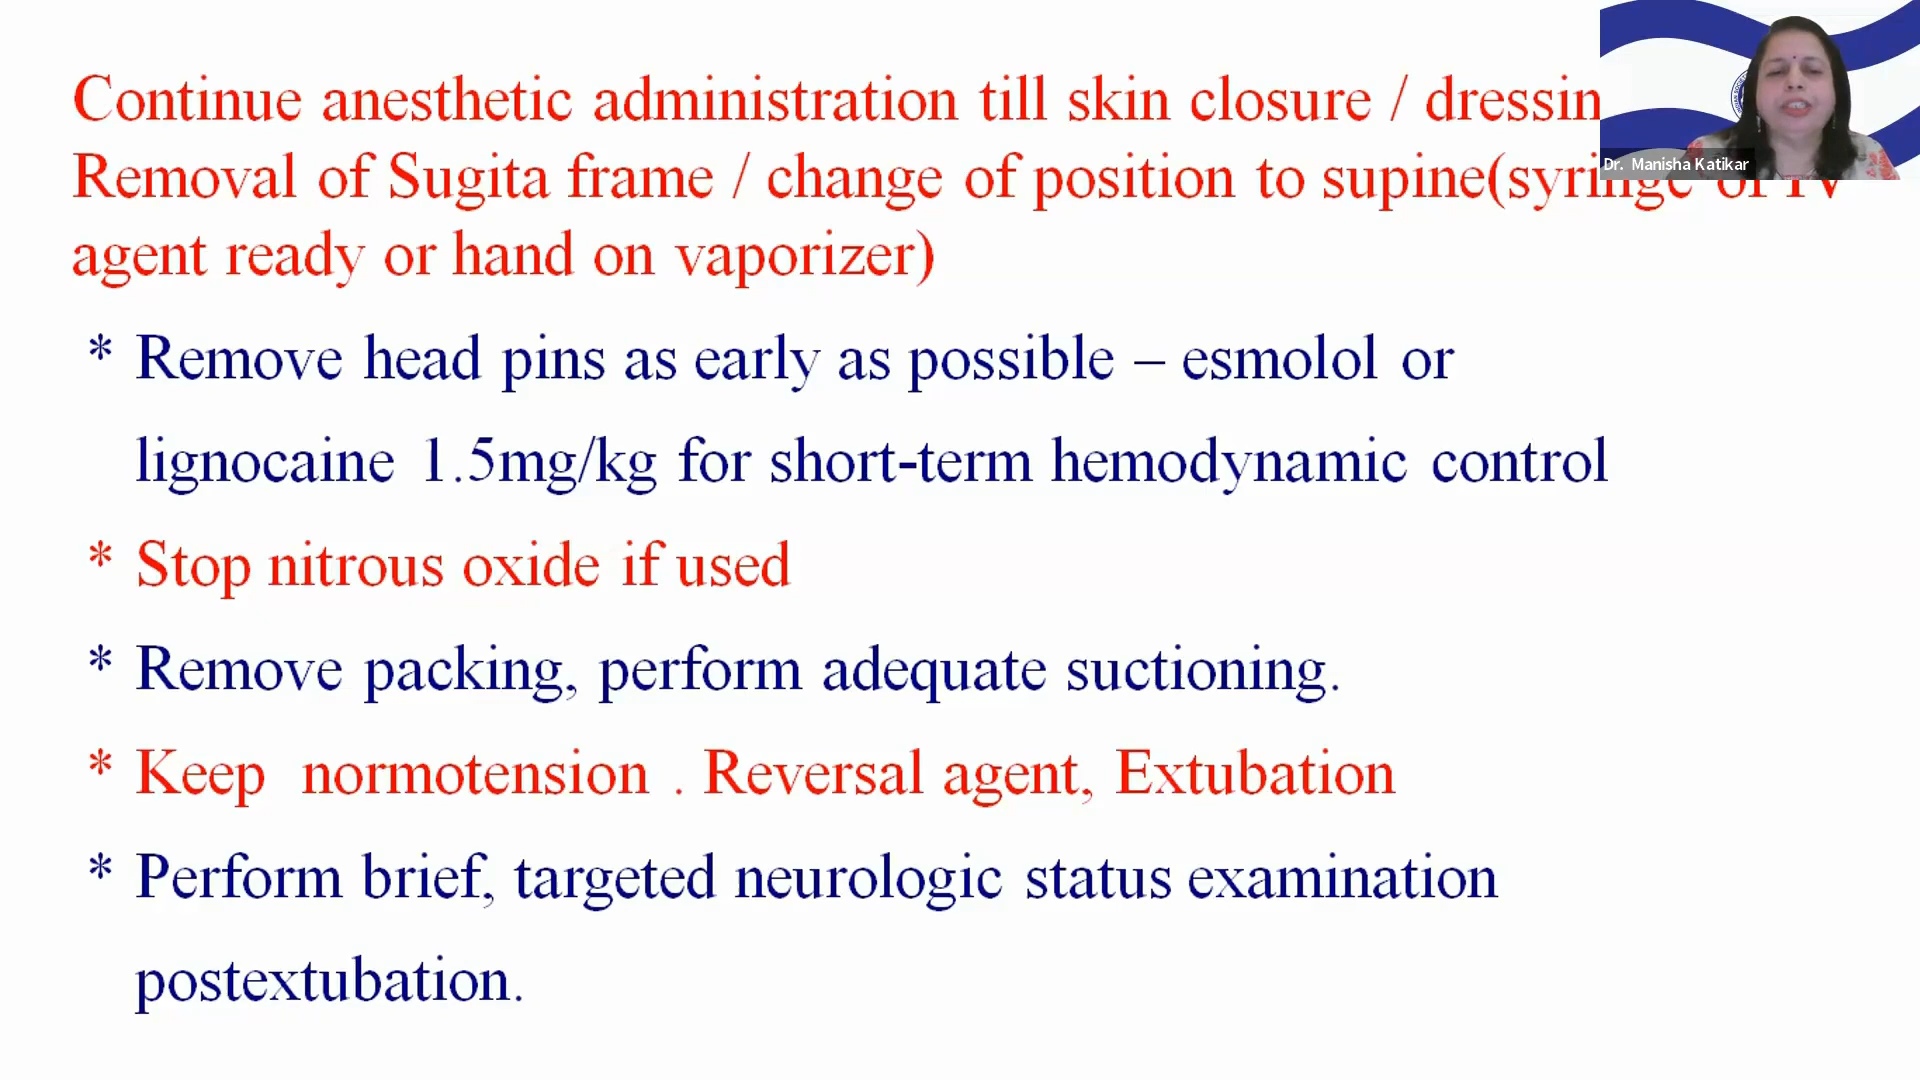 Continue anesthetic administration till skin closure / dressin
Removal of Sugita frame / change of position to supine(syringe or IV
agent ready or hand on vaporizer)
* Remove head pins as early as possible – esmolol or
lignocaine 1.5mg/kg for short-term hemodynamic control
* Stop nitrous oxide if used
* Remove packing, perform adequate suctioning.
* Keep normotension . Reversal agent, Extubation
* Perform brief, targeted neurologic status examination
postextubation.
Dr. Manisha Katikar